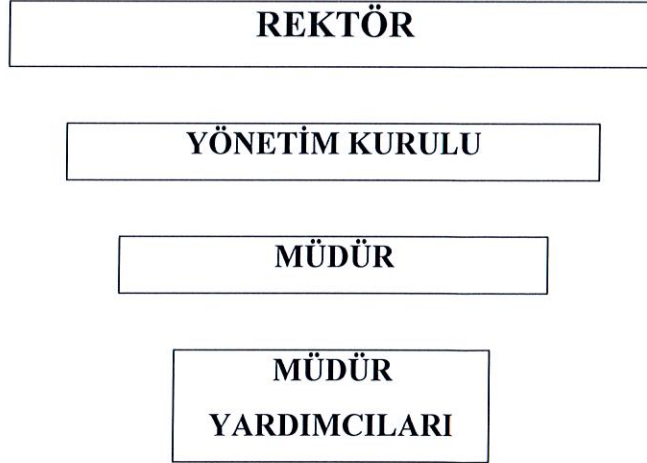 REKTÖR
YÖNETİM KURULU
MÜDÜR
MÜDÜR
YARDIMCILARI